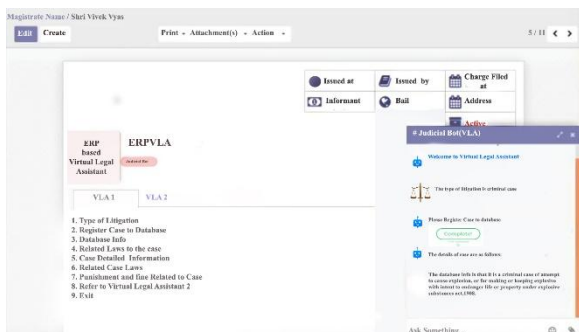 Magistrate Name / Shri Vivek Vyas
Edit Create Print Attachment(s) Action 5 / 11
Issued at Issued by Charge Filed at
Informant Bail Address
Active
ERP based Virtual Legal Assistant
ERPVLA
Judicial Bot
VLA 1 VLA 2
1. Type of Litigation
2. Register Case to Database
3. Database Info
4. Related Laws to the case
5. Case Detailed Information
6. Related Case Laws
7. Punishment and fine Related to Case
8. Refer to Virtual Legal Assistant 2
9. Exit
# Judicial Bot(VLA)
Welcome to Virtual Legal Assistant
The type of litigation is criminal case
Please Register Case to database
The details of case are as follows:
The database info is that it is a criminal case of attempt
to cause explosion, or for making or keeping explosive
with intent to endanger life or property under explosive
substances act,1908.
Ask Something...